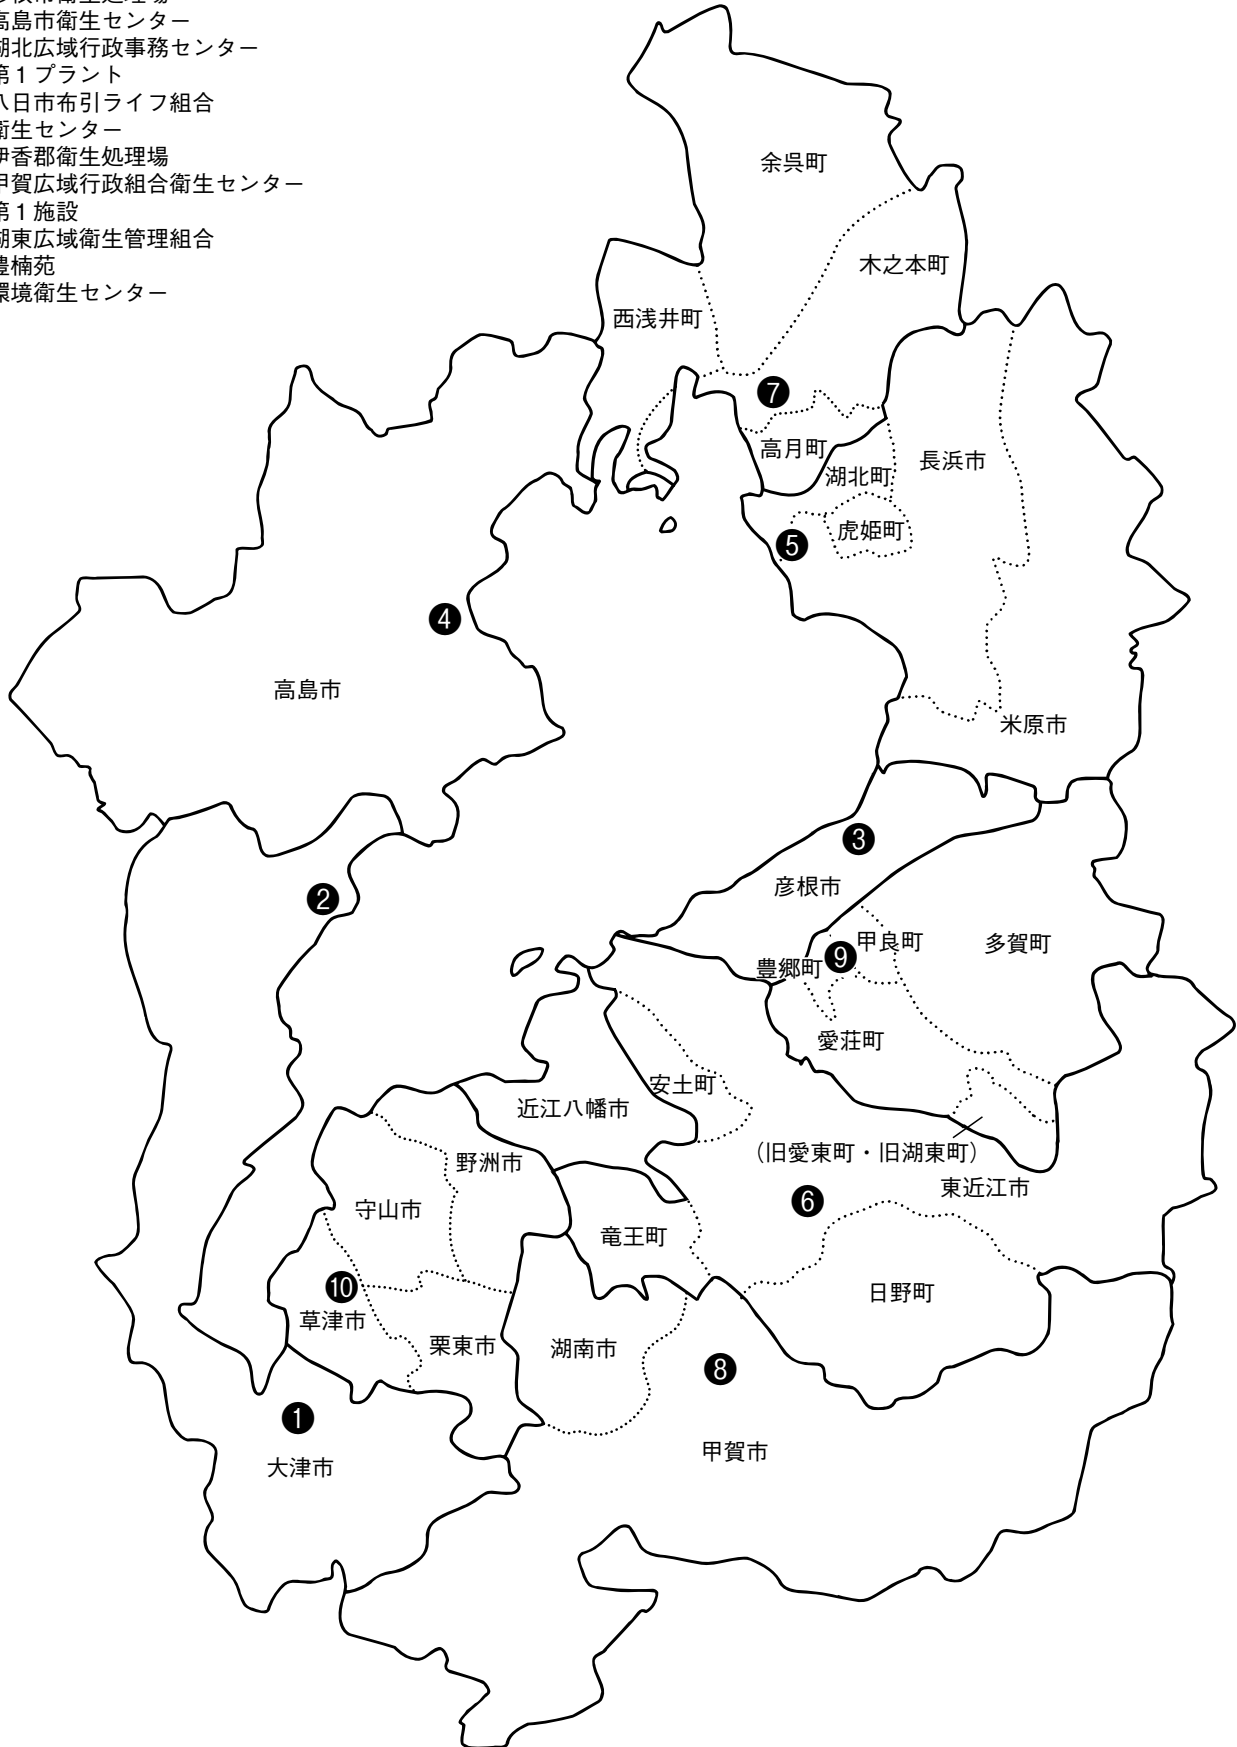 高島市衛生センター
湖北広域行政事務センター
第1プラント
八日市布引ライフ組合
衛生センター
伊香郡衛生処理場
甲賀広域行政組合衛生センター
第1施設
湖東広域衛生管理組合
豊楠苑
環境衛生センター
余呉町
木之本町
西浅井町
❼
高月町
長浜市
湖北町
虎姫町
❺
❹
高島市
米原市
❸
彦根市
❷
甲良町
多賀町
豊郷町
❾
愛荘町
安土町
近江八幡市
(旧愛東町・旧湖東町)
野洲市
東近江市
❻
守山市
竜王町
❿
日野町
草津市
栗東市
湖南市
❽
❶
甲賀市
大津市